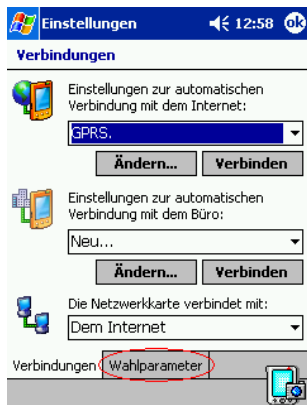 Einstellungen 12:58 ok
Verbindungen
Einstellungen zur automatischen
Verbindung mit dem Internet:
GPRS.
Ändern... Verbinden
Einstellungen zur automatischen
Verbindung mit dem Büro:
Neu...
Ändern... Verbinden
Die Netzwerkkarte verbindet mit:
Dem Internet
Verbindungen Wahlparameter